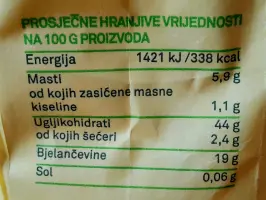 PROSJEČNE HRANJIVE VRIJEDNOSTI
NA 100 G PROIZVODA
Energija 1421 kJ /338 kcal
Masti 5,9 g
od kojih zasićene masne
kiseline 1,1 g
Ugljikohidrati 44 g
od kojih šećeri 2,4 g
Bjelančevine 19 g
Sol 0,06 g